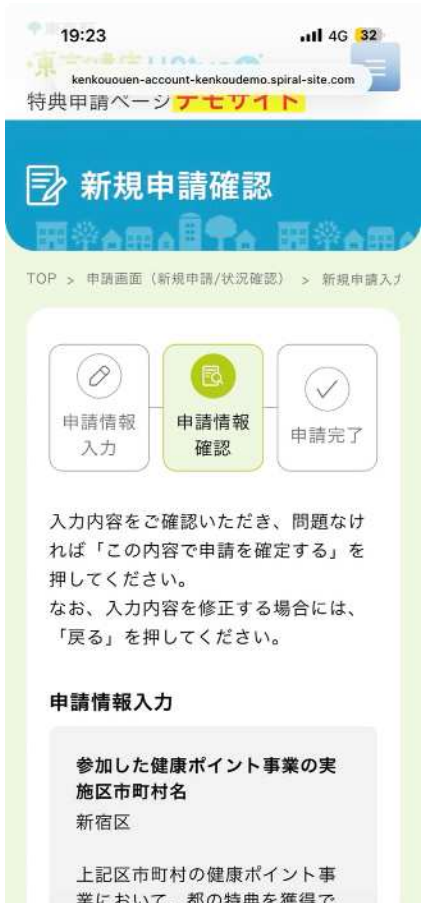 19:23
4G 32
kenkououen-account-kenkoudemo.spiral-site.com
特典申請ページ デモサイト
新規申請確認
TOP > 申請画面（新規申請/状況確認） > 新規申請入力
申請情報
入力
申請情報
確認
申請完了
入力内容をご確認いただき、問題なけ
れば「この内容で申請を確定する」を
押してください。
なお、入力内容を修正する場合には、
「戻る」を押してください。
申請情報入力
参加した健康ポイント事業の実
施区市町村名
新宿区
上記区市町村の健康ポイント事
業において、都の特典を獲得で